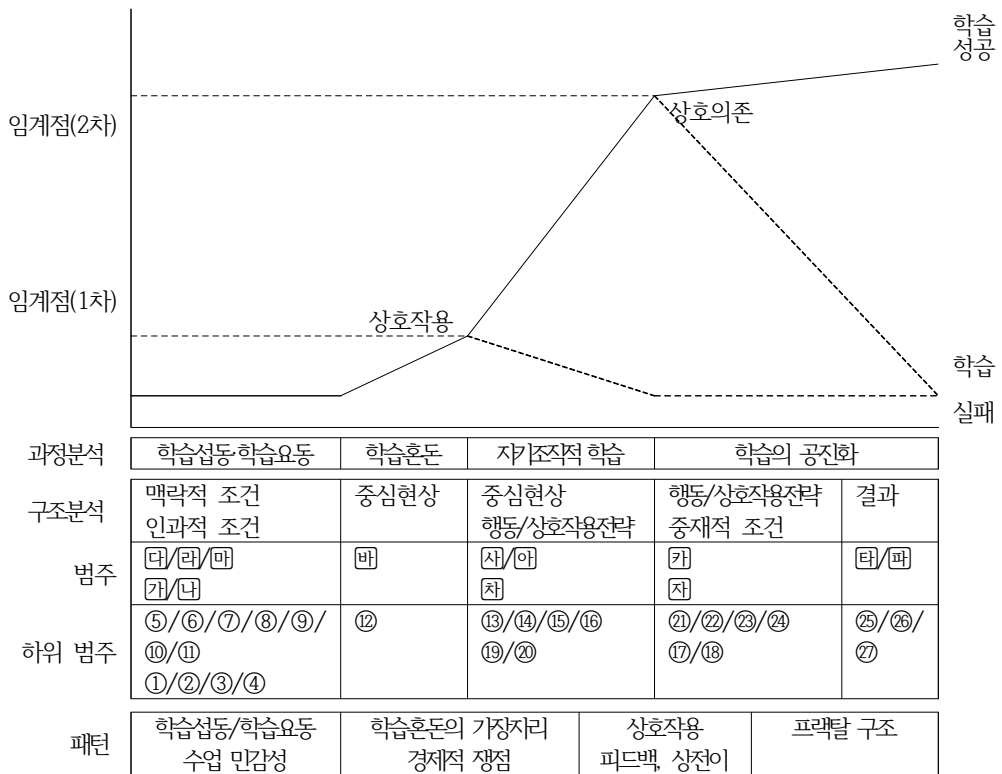 학습
성공
임계점(2차)
상호의존
임계점(1차)
상호작용
학습
실패
과정분석 학습섭동·학습요동 학습혼돈 자기조직적 학습 학습의 공진화
구조분석 맥락적 조건 중심현상 중심현상 행동/상호작용전략 결과
인과적 조건 행동/상호작용전략 중재적 조건
범주 다/라/마 바 사/아 카 타/파
가/나 차 자
하위 범주 ⑤/⑥/⑦/⑧/⑨/ ⑫ ⑬/⑭/⑮/⑯ ㉑/㉒/㉓/㉔ ㉕/㉖/
⑩/⑪ ⑲/⑳ ⑰/⑱ ㉗
①/②/③/④
패턴 학습섭동/학습요동 학습혼돈의 가장자리 상호작용 프랙탈 구조
수업 민감성 경제적 쟁점 피드백, 상전이